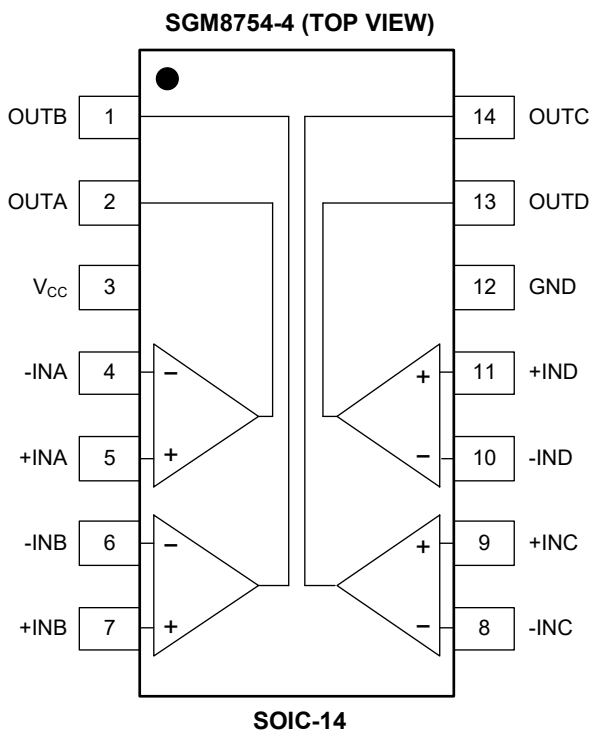 SGM8754-4 (TOP VIEW)
OUTB 1 14 OUTC
OUTA 2 13 OUTD
VCC 3 12 GND
-INA 4 − + 11 +IND
+INA 5 + − 10 -IND
-INB 6 − + 9 +INC
+INB 7 + − 8 -INC
SOIC-14